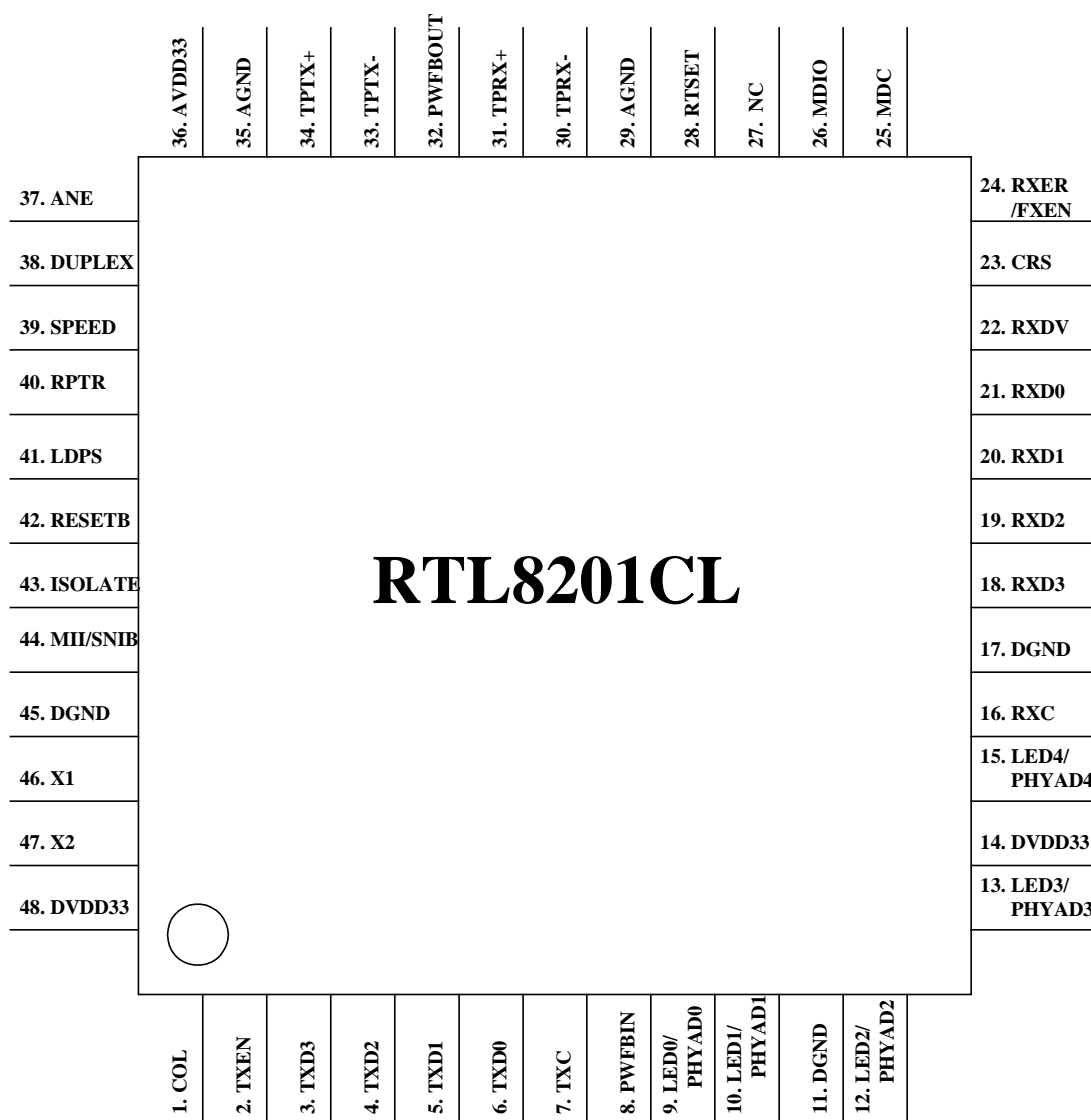 36. AVDD33
35. AGND
34. TPTX+
33. TPTX-
32. PWFBOUT
31. TPRX+
30. TPRX-
29. AGND
28. RTSET
27. NC
26. MDIO
25. MDC
37. ANE
38. DUPLEX
39. SPEED
40. RPTR
41. LDPS
42. RESETB
43. ISOLATE
44. MII/SNIB
45. DGND
46. X1
47. X2
48. DVDD33
RTL8201CL
24. RXER
/FXEN
23. CRS
22. RXDV
21. RXD0
20. RXD1
19. RXD2
18. RXD3
17. DGND
16. RXC
15. LED4/
PHYAD4
14. DVDD33
13. LED3/
PHYAD3
1. COL
2. TXEN
3. TXD3
4. TXD2
5. TXD1
6. TXD0
7. TXC
8. PWFBIN
9. LED0/
PHYAD0
10. LED1/
PHYAD1
11. DGND
12. LED2/
PHYAD2